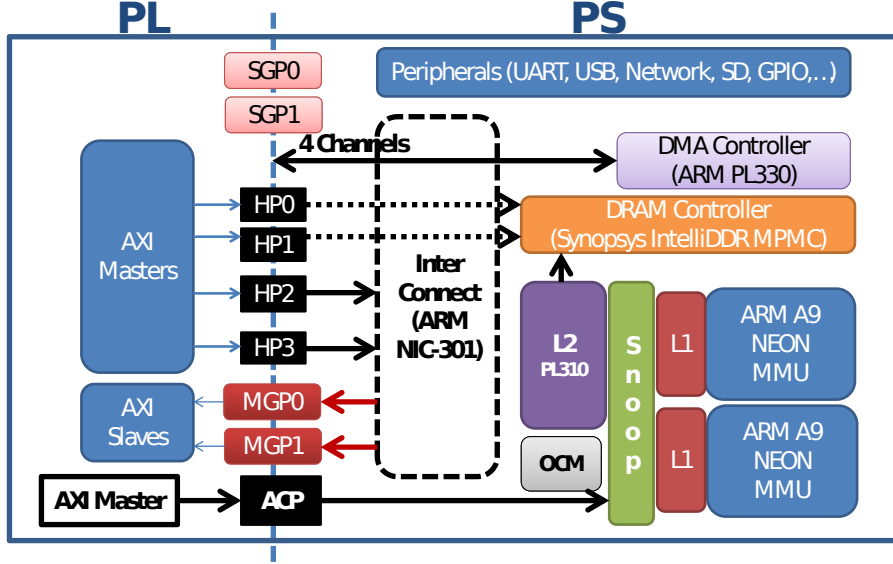 PL
PS
SGP0
SGP1
Peripherals (UART, USB, Network, SD, GPIO,…)
4 Channels
DMA Controller
(ARM PL330)
HP0
HP1
HP2
HP3
AXI
Masters
DRAM Controller
(Synopsys IntelliDDR MPMC)
Inter
Connect
(ARM
NIC-301)
L2
PL310
Snoop
L1
ARM A9
NEON
MMU
AXI
Slaves
MGP0
MGP1
OCM
L1
ARM A9
NEON
MMU
AXI Master
ACP